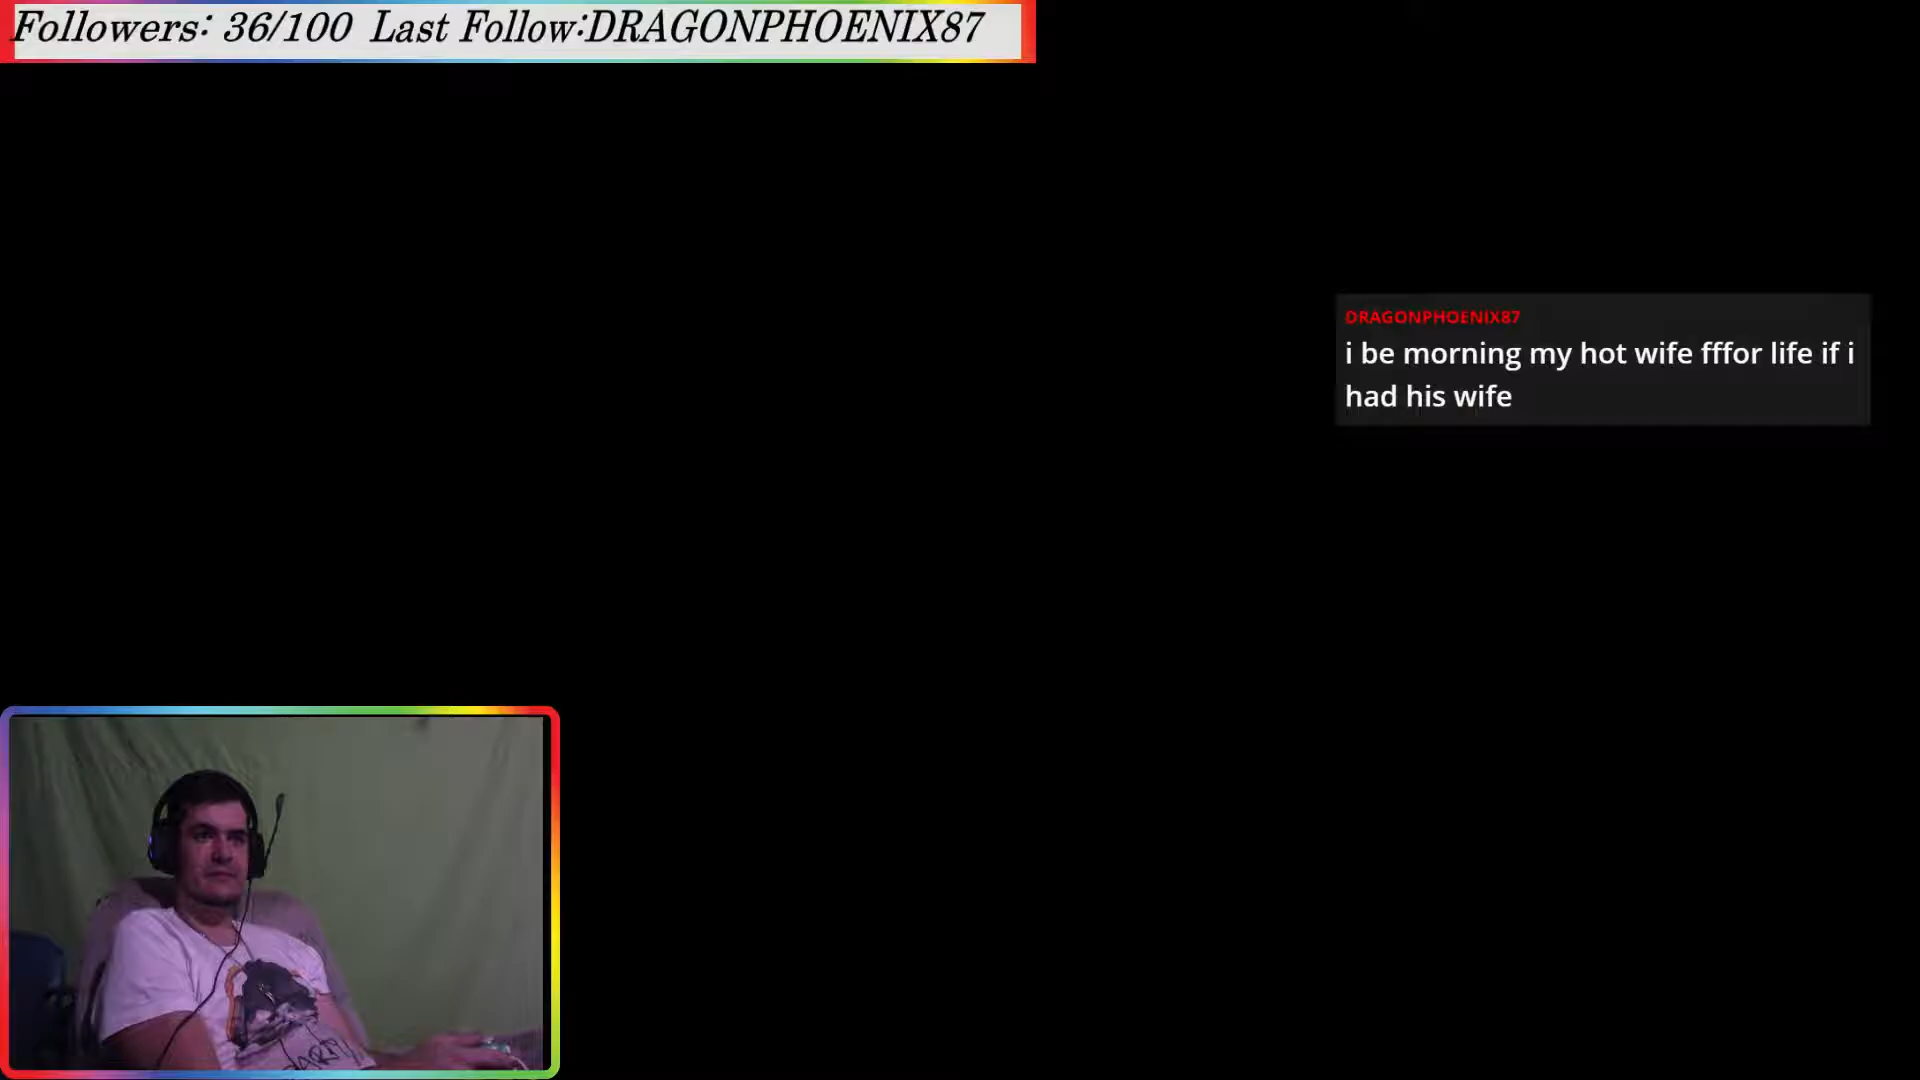 Followers: 36/100 Last Follow:DRAGONPHOENIX87
DRAGONPHOENIX87
i be morning my hot wife fffor life if i
had his wife